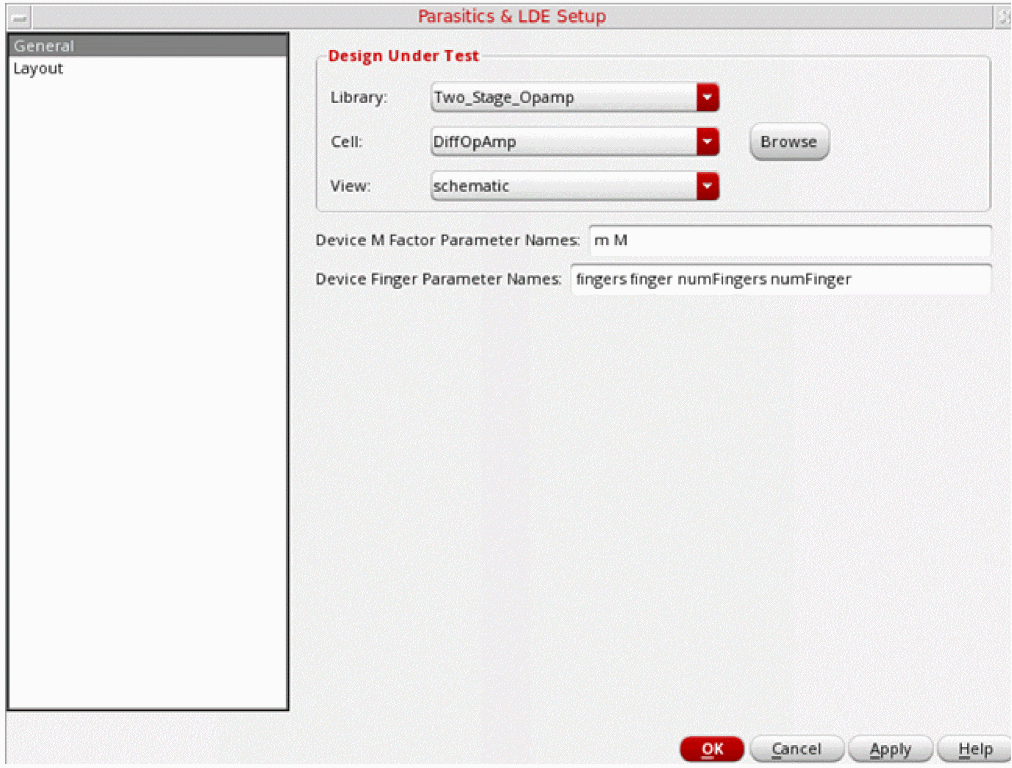 Parasitics & LDE Setup
General
Layout
Design Under Test
Library: Two_Stage_Opamp
Cell: DiffOpAmp Browse
View: schematic
Device M Factor Parameter Names: m M
Device Finger Parameter Names: fingers finger numFingers numFinger
OK Cancel Apply Help